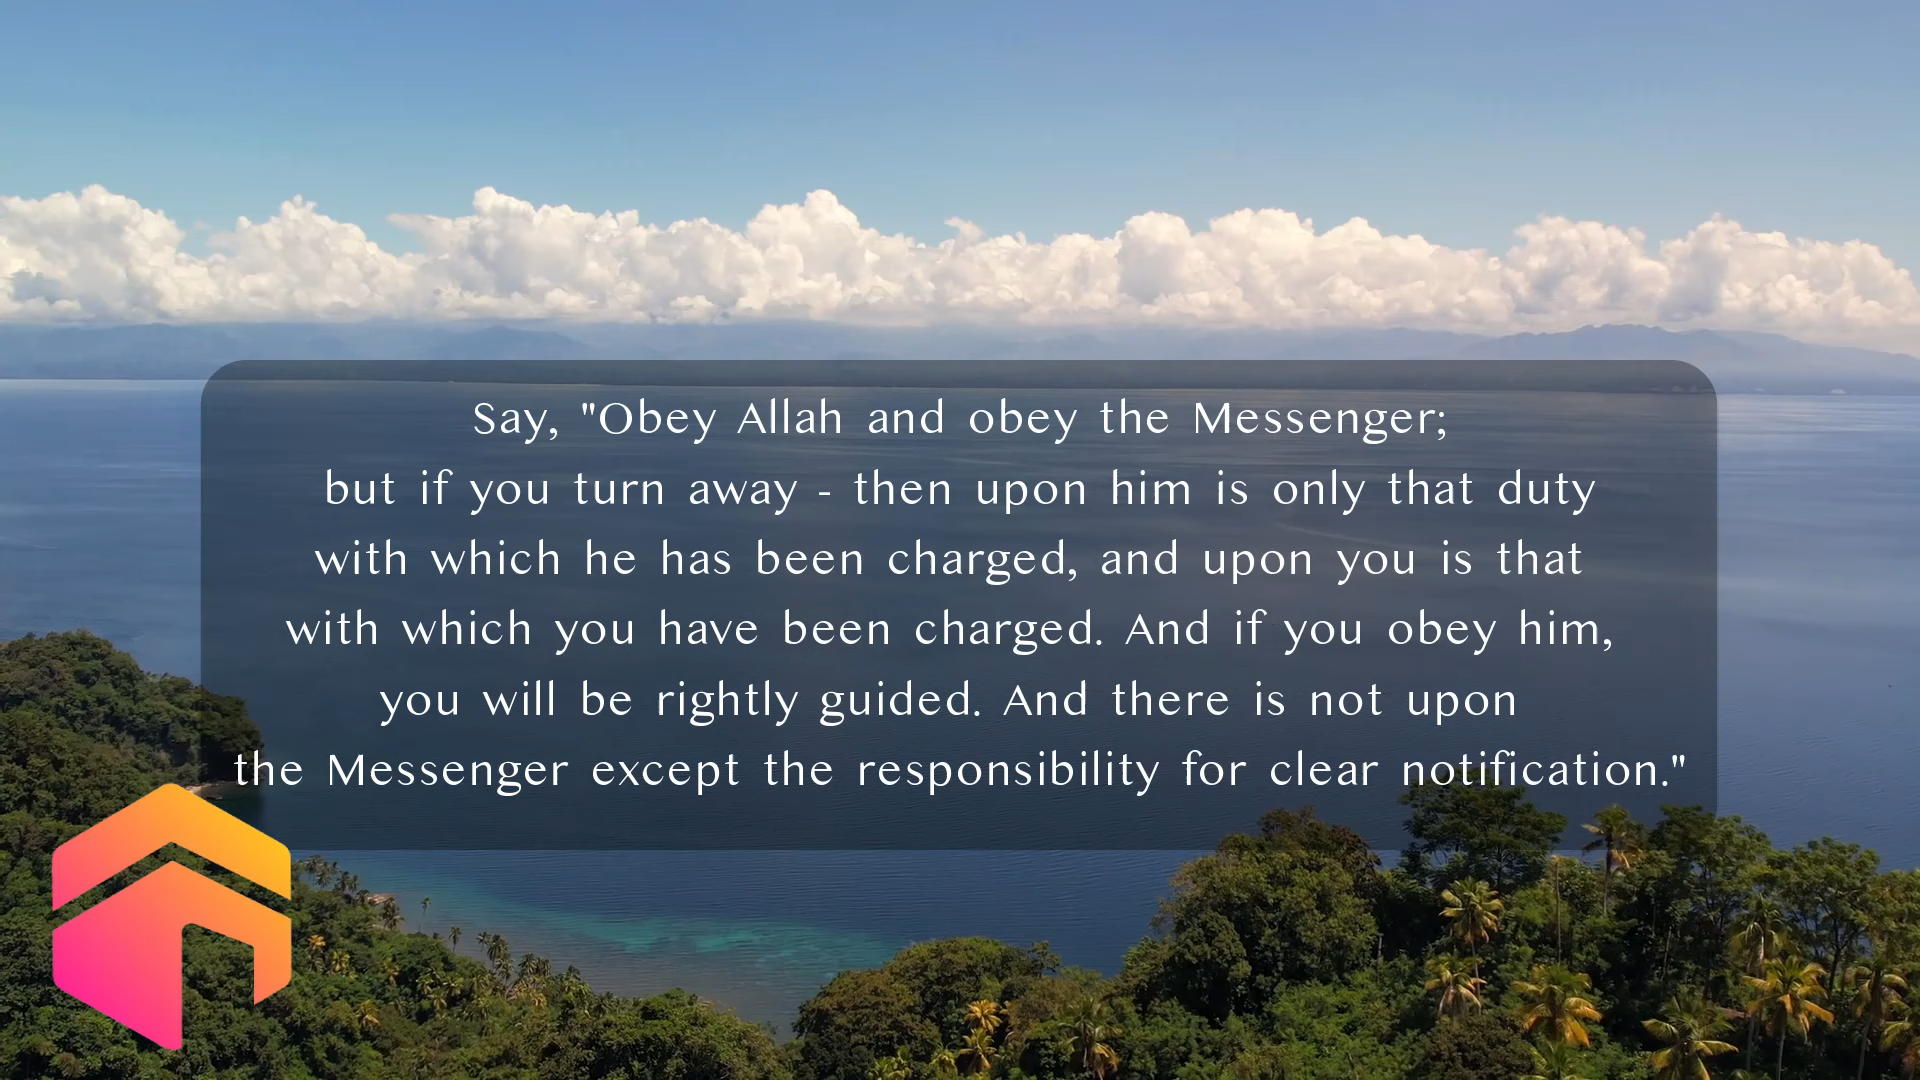 Say, "Obey Allah and obey the Messenger;
but if you turn away - then upon him is only that duty
with which he has been charged, and upon you is that
with which you have been charged. And if you obey him,
you will be rightly guided. And there is not upon
the Messenger except the responsibility for clear notification."